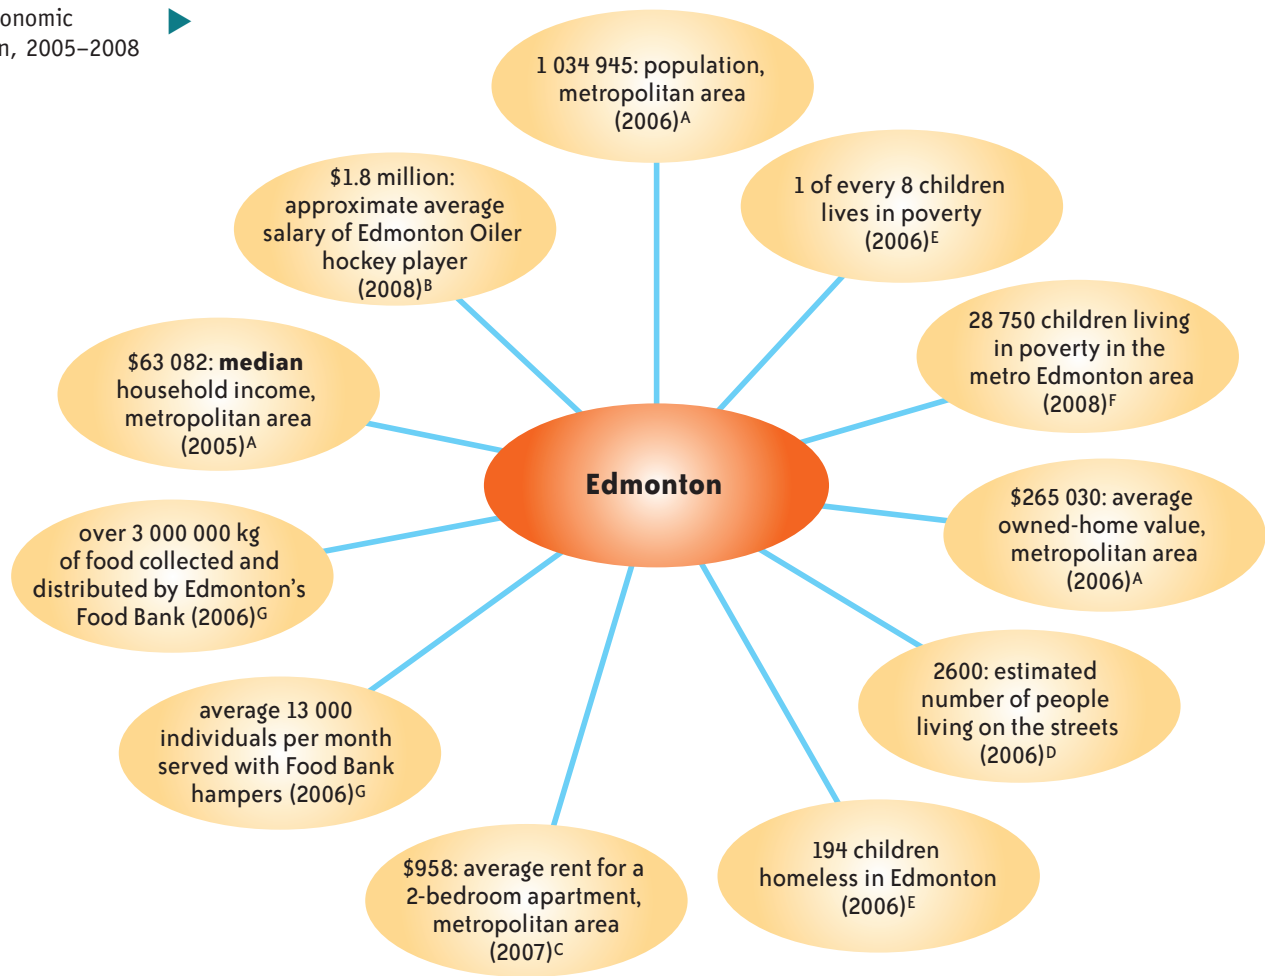 onomic
n, 2005–2008
1 034 945: population,
metropolitan area
(2006)A
1 of every 8 children
lives in poverty
(2006)E
28 750 children living
in poverty in the
metro Edmonton area
(2008)F
$265 030: average
owned-home value,
metropolitan area
(2006)A
2600: estimated
number of people
living on the streets
(2006)D
194 children
homeless in Edmonton
(2006)E
$958: average rent for a
2-bedroom apartment,
metropolitan area
(2007)C
average 13 000
individuals per month
served with Food Bank
hampers (2006)G
over 3 000 000 kg
of food collected and
distributed by Edmonton’s
Food Bank (2006)G
$63 082: median
household income,
metropolitan area
(2005)A
$1.8 million:
approximate average
salary of Edmonton Oiler
hockey player
(2008)B
Edmonton